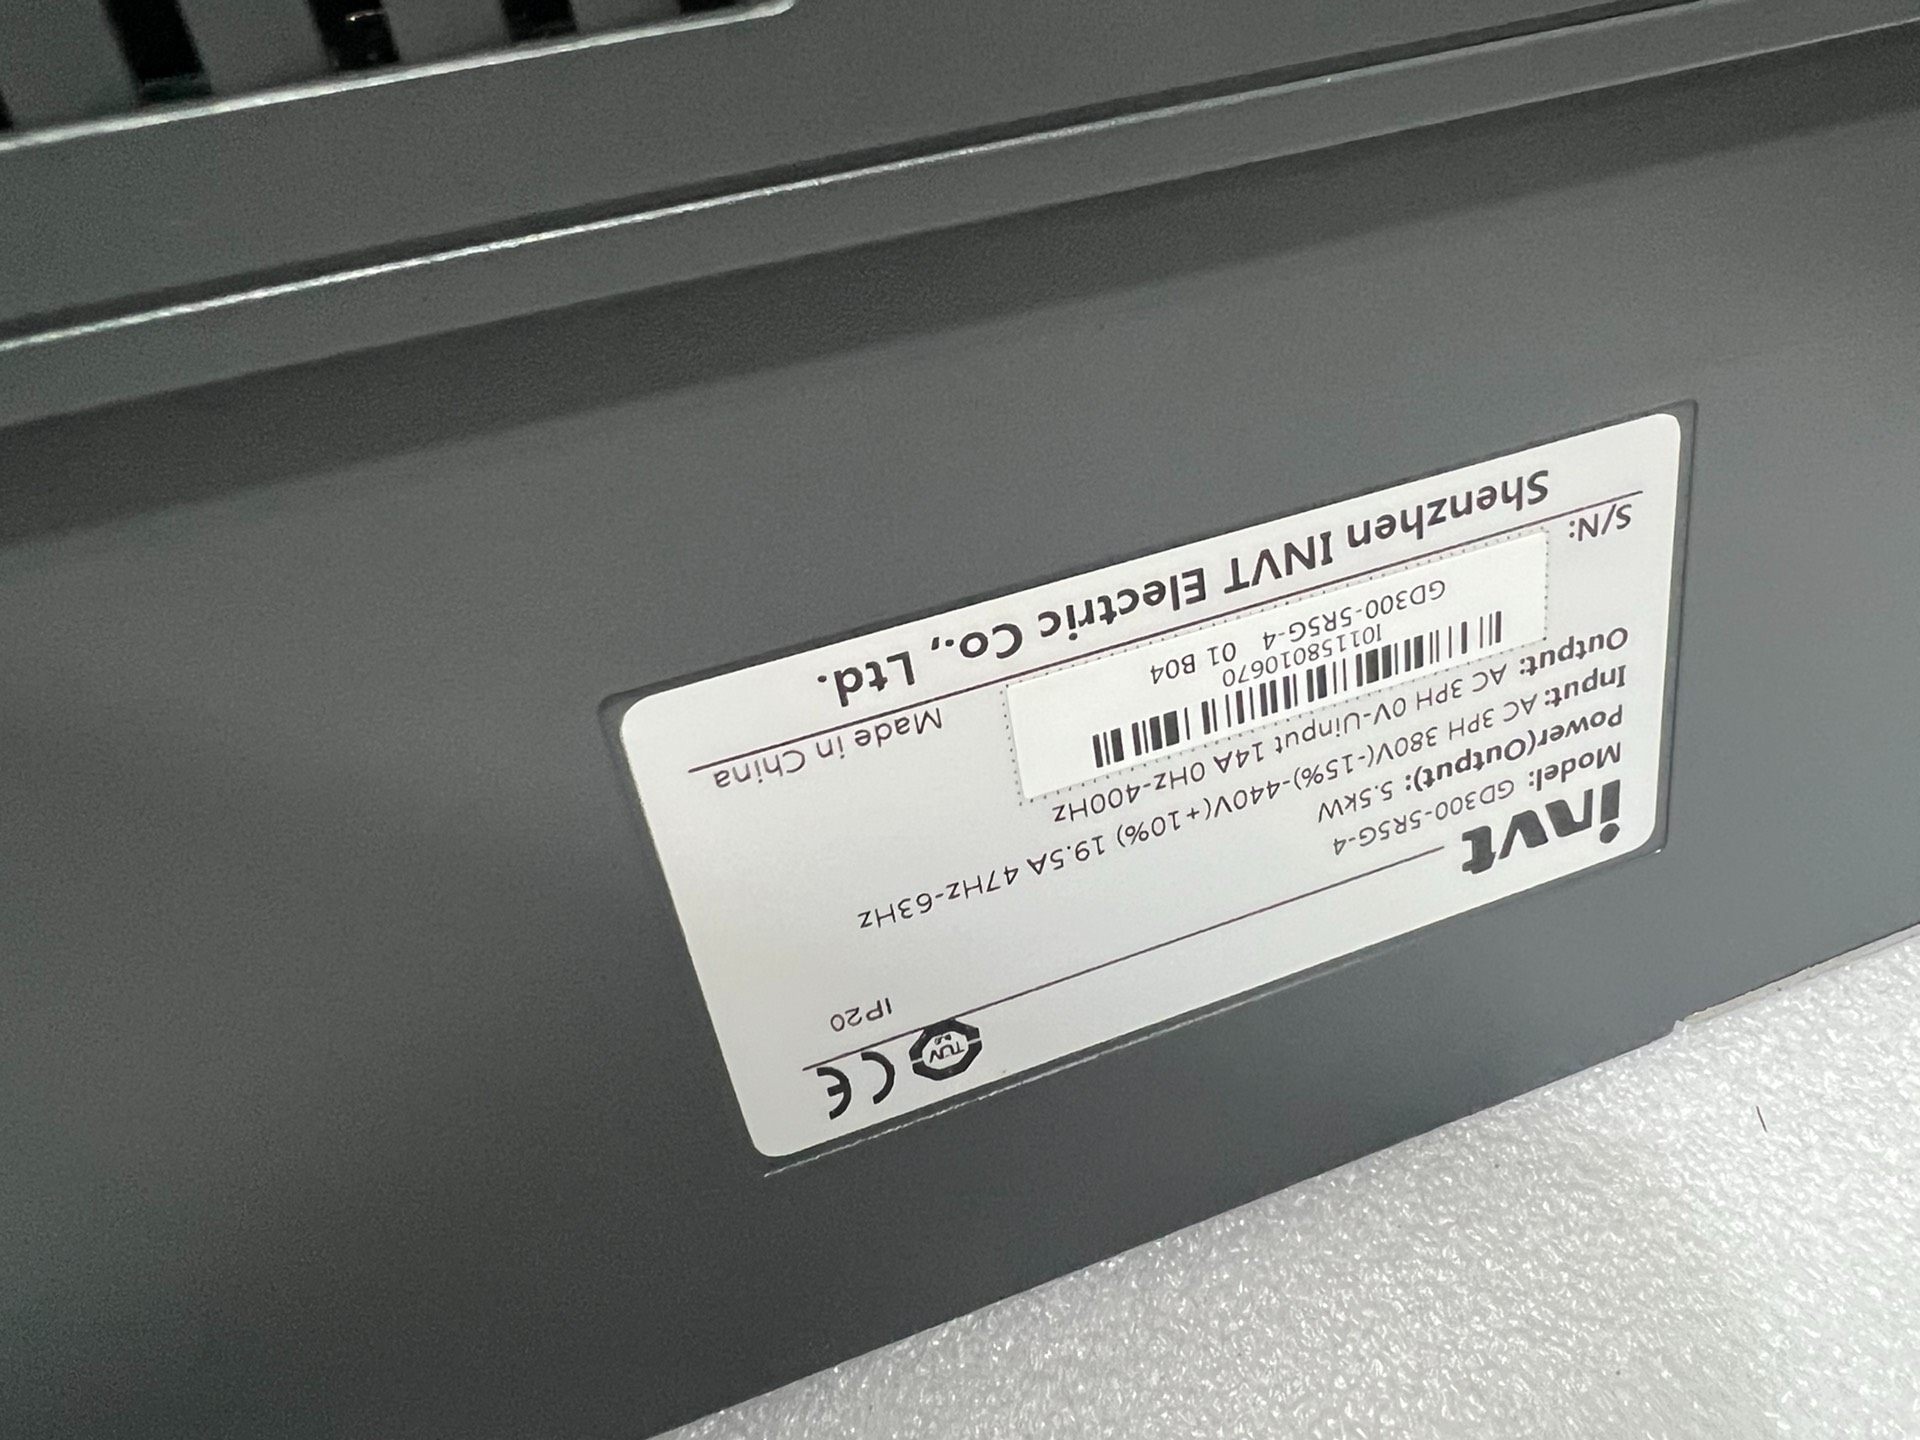 invt
TUV
CE
Model: GD300-5R5G-4
IP20
Power(Output): 5.5kW
Input: AC 3PH 380V(-15%)-440V(+10%) 19.5A 47Hz-63Hz
Output: AC 3PH 0V-Uinput 14A 0Hz-400Hz
S/N:
I01158010670
GD300-5R5G-4 01 B04
Made in China
Shenzhen INVT Electric Co., Ltd.